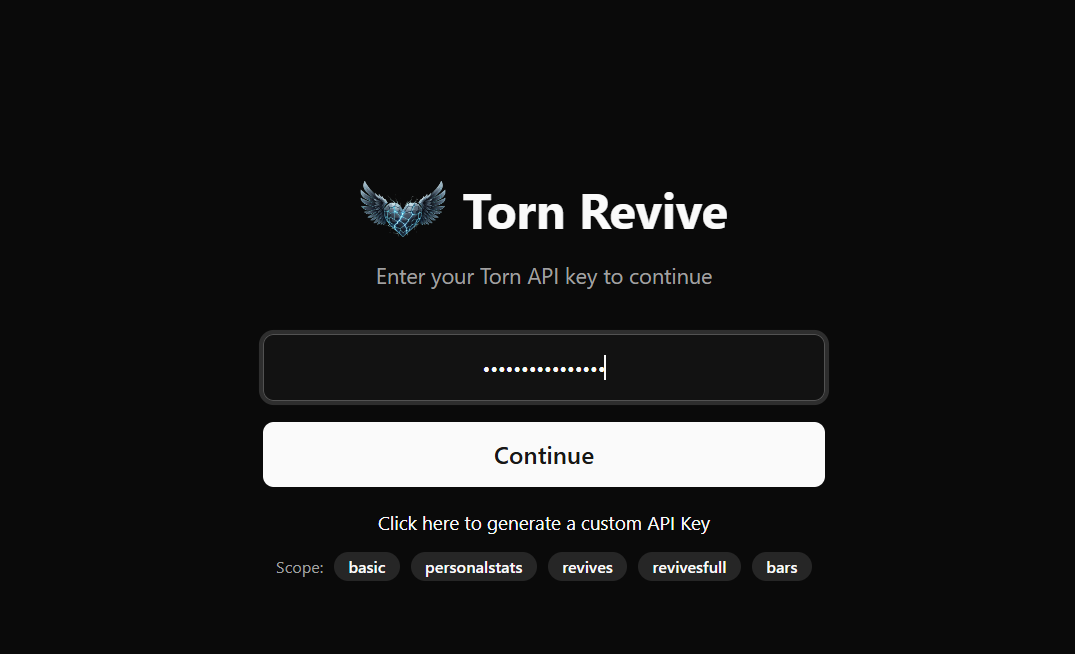 Torn Revive
Enter your Torn API key to continue
••••••••••••••••
Continue
Click here to generate a custom API Key
Scope: basic personalstats revives revivesfull bars